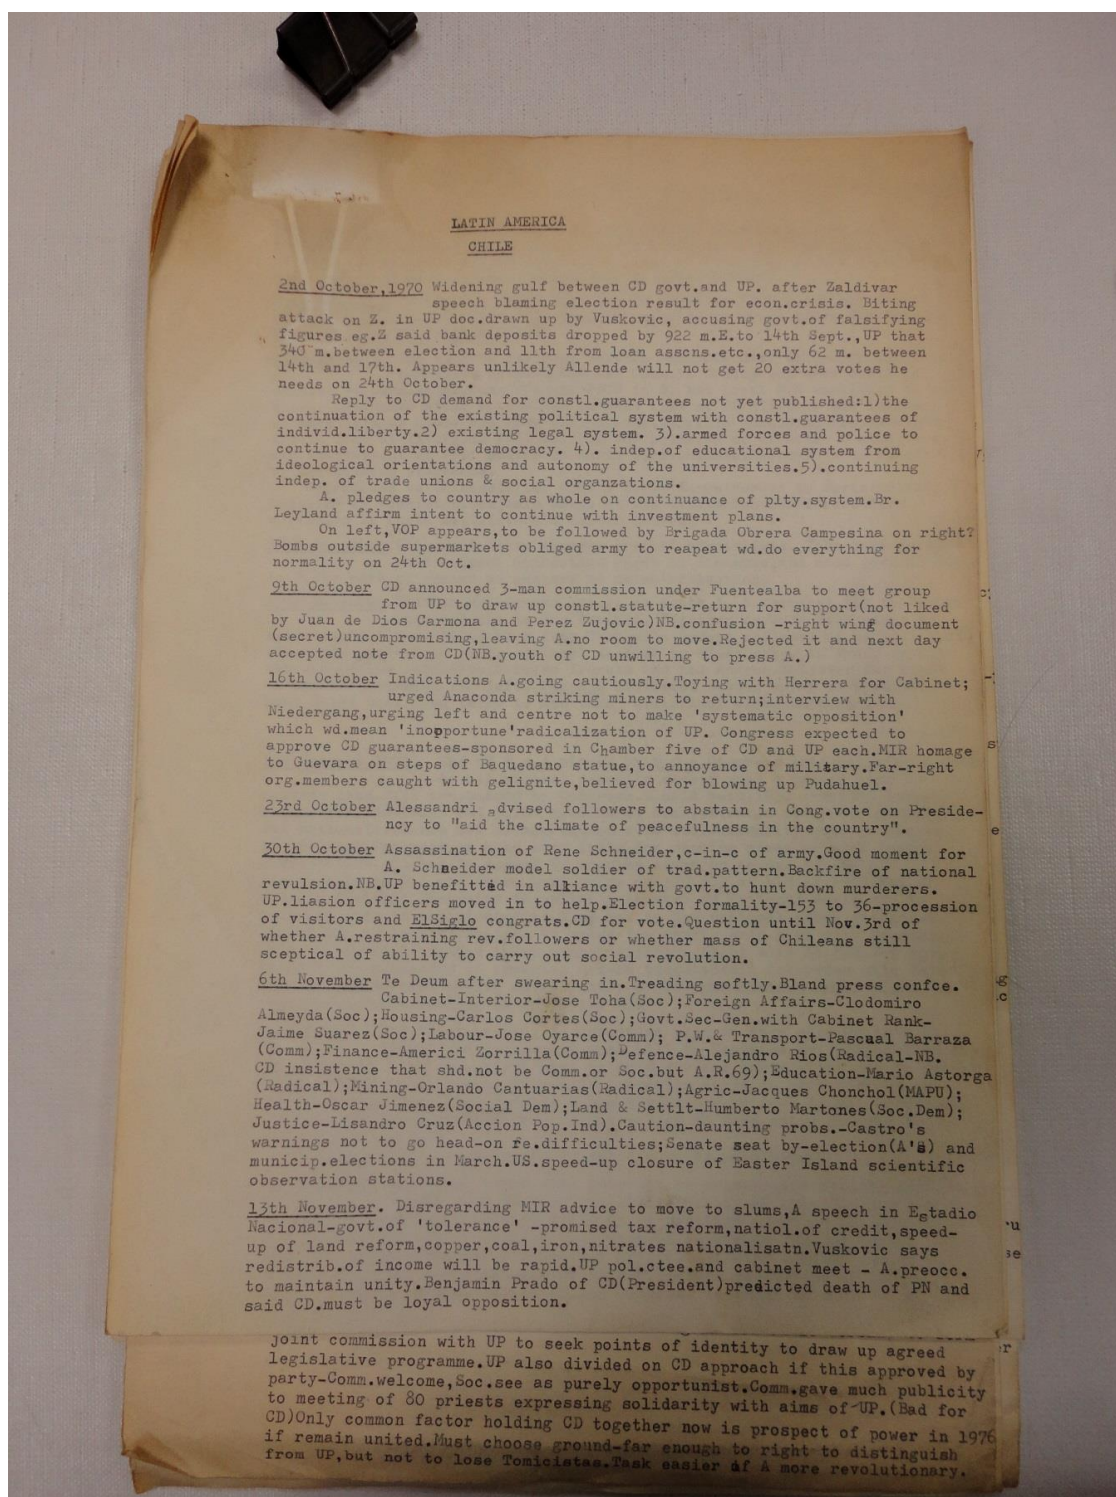 LATIN AMERICA
CHILE
2nd October,1970 Widening gulf between CD govt.and UP. after Zaldivar
speech blaming election result for econ.crisis. Biting
attack on Z. in UP doc.drawn up by Vuskovic, accusing govt.of falsifying
figures eg.Z said bank deposits dropped by 922 m.E.to 14th Sept.,UP that
340 m.between election and 11th from loan asscns.etc.,only 62 m. between
14th and 17th. Appears unlikely Allende will not get 20 extra votes he
needs on 24th October.
Reply to CD demand for constl.guarantees not yet published:1)the
continuation of the existing political system with constl.guarantees of
individ.liberty.2) existing legal system. 3).armed forces and police to
continue to guarantee democracy. 4). indep.of educational system from
ideological orientations and autonomy of the universities.5).continuing
indep. of trade unions & social organzations.
A. pledges to country as whole on continuance of plty.system.Br.
Leyland affirm intent to continue with investment plans.
On left,VOP appears,to be followed by Brigada Obrera Campesina on right?
Bombs outside supermarkets obliged army to reapeat wd.do everything for
normality on 24th Oct.
9th October CD announced 3-man commission under Fuentealba to meet group
from UP to draw up constl.statute-return for support(not liked
by Juan de Dios Carmona and Perez Zujovic)NB.confusion -right wing document
(secret)uncompromising,leaving A.no room to move.Rejected it and next day
accepted note from CD(NB.youth of CD unwilling to press A.)
16th October Indications A.going cautiously.Toying with Herrera for Cabinet;
urged Anaconda striking miners to return;interview with
Niedergang,urging left and centre not to make 'systematic opposition'
which wd.mean 'inopportune'radicalization of UP. Congress expected to
approve CD guarantees-sponsored in Chamber five of CD and UP each.MIR homage
to Guevara on steps of Baquedano statue,to annoyance of military.Far-right
org.members caught with gelignite,believed for blowing up Pudahuel.
23rd October Alessandri advised followers to abstain in Cong.vote on Preside-
ncy to "aid the climate of peacefulness in the country".
30th October Assassination of Rene Schneider,c-in-c of army.Good moment for
A. Schneider model soldier of trad.pattern.Backfire of national
revulsion.NB.UP benefitted in alliance with govt.to hunt down murderers.
UP.liasion officers moved in to help.Election formality-153 to 36-procession
of visitors and ElSiglo congrats.CD for vote.Question until Nov.3rd of
whether A.restraining rev.followers or whether mass of Chileans still
sceptical of ability to carry out social revolution.
6th November Te Deum after swearing in.Treading softly.Bland press confce.
Cabinet-Interior-Jose Toha(Soc);Foreign Affairs-Clodomiro
Almeyda(Soc);Housing-Carlos Cortes(Soc);Govt.Sec-Gen.with Cabinet Rank-
Jaime Suarez(Soc);Labour-Jose Oyarce(Comm); P.W.& Transport-Pascual Barraza
(Comm);Finance-Americi Zorrilla(Comm);Defence-Alejandro Rios(Radical-NB.
CD insistence that shd.not be Comm.or Soc.but A.R.69);Education-Mario Astorga
(Radical);Mining-Orlando Cantuarias(Radical);Agric-Jacques Chonchol(MAPU);
Health-Oscar Jimenez(Social Dem);Land & Settlt-Humberto Martones(Soc.Dem);
Justice-Lisandro Cruz(Accion Pop.Ind).Caution-daunting probs.-Castro's
warnings not to go head-on re.difficulties;Senate seat by-election(A's) and
municip.elections in March.US.speed-up closure of Easter Island scientific
observation stations.
13th November. Disregarding MIR advice to move to slums,A speech in Estadio
Nacional-govt.of 'tolerance' -promised tax reform,natiol.of credit,speed-
up of land reform,copper,coal,iron,nitrates nationalisatn.Vuskovic says
redistrib.of income will be rapid.UP pol.ctee.and cabinet meet - A.preocc.
to maintain unity.Benjamin Prado of CD(President)predicted death of PN and
said CD.must be loyal opposition.
joint commission with UP to seek points of identity to draw up agreed
legislative programme.UP also divided on CD approach if this approved by
party-Comm.welcome,Soc.see as purely opportunist.Comm.gave much publicity
to meeting of 80 priests expressing solidarity with aims of UP.(Bad for
CD)Only common factor holding CD together now is prospect of power in 1976
if remain united.Must choose ground-far enough to right to distinguish
from UP,but not to lose Tomicistas.Task easier if A more revolutionary.